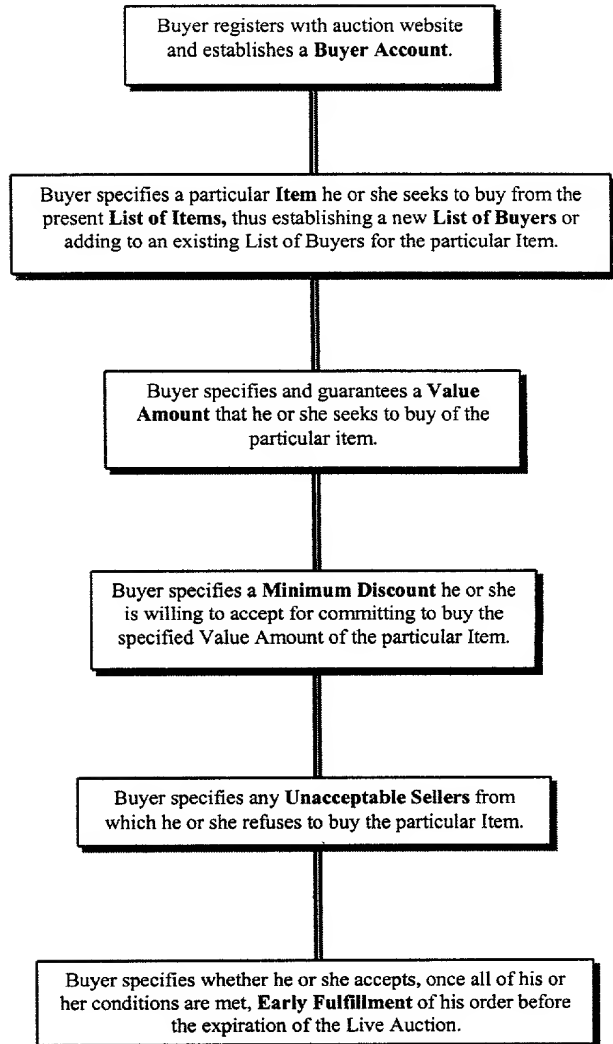 Buyer registers with auction website
and establishes a Buyer Account.
Buyer specifies a particular Item he or she seeks to buy from the
present List of Items, thus establishing a new List of Buyers or
adding to an existing List of Buyers for the particular Item.
Buyer specifies and guarantees a Value
Amount that he or she seeks to buy of the
particular item.
Buyer specifies a Minimum Discount he or she
is willing to accept for committing to buy the
specified Value Amount of the particular Item.
Buyer specifies any Unacceptable Sellers from
which he or she refuses to buy the particular Item.
Buyer specifies whether he or she accepts, once all of his or
her conditions are met, Early Fulfillment of his order before
the expiration of the Live Auction.